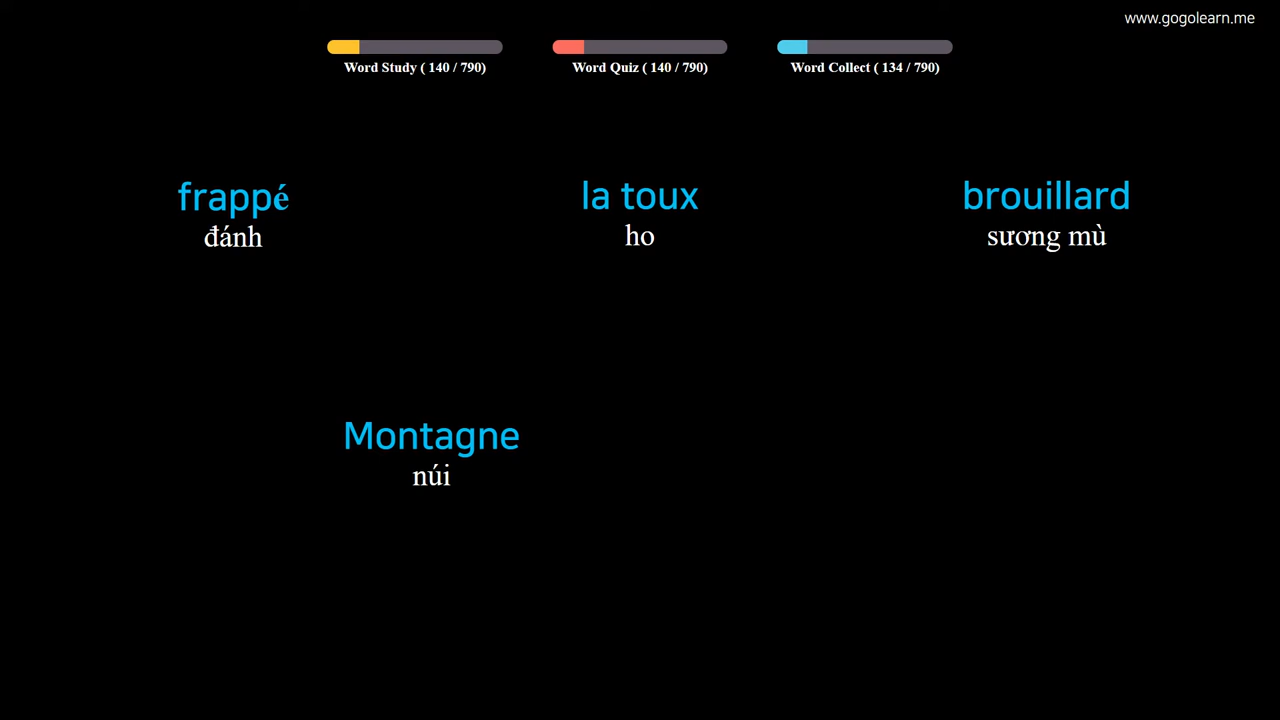 www.gogolearn.me
Word Study ( 140 / 790)
Word Quiz ( 140 / 790)
Word Collect ( 134 / 790)
frappé
đánh
la toux
ho
brouillard
sương mù
Montagne
núi